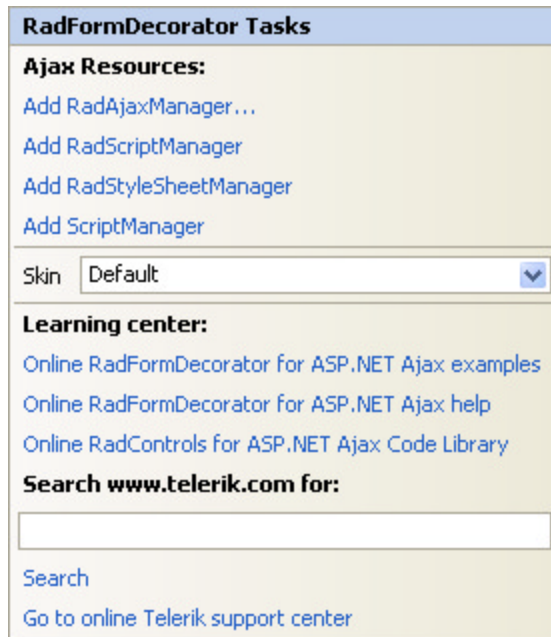 RadFormDecorator Tasks
Ajax Resources:
Add RadAjaxManager...
Add RadScriptManager
Add RadStyleSheetManager
Add ScriptManager
Skin Default
Learning center:
Online RadFormDecorator for ASP.NET Ajax examples
Online RadFormDecorator for ASP.NET Ajax help
Online RadControls for ASP.NET Ajax Code Library
Search www.telerik.com for:
Search
Go to online Telerik support center